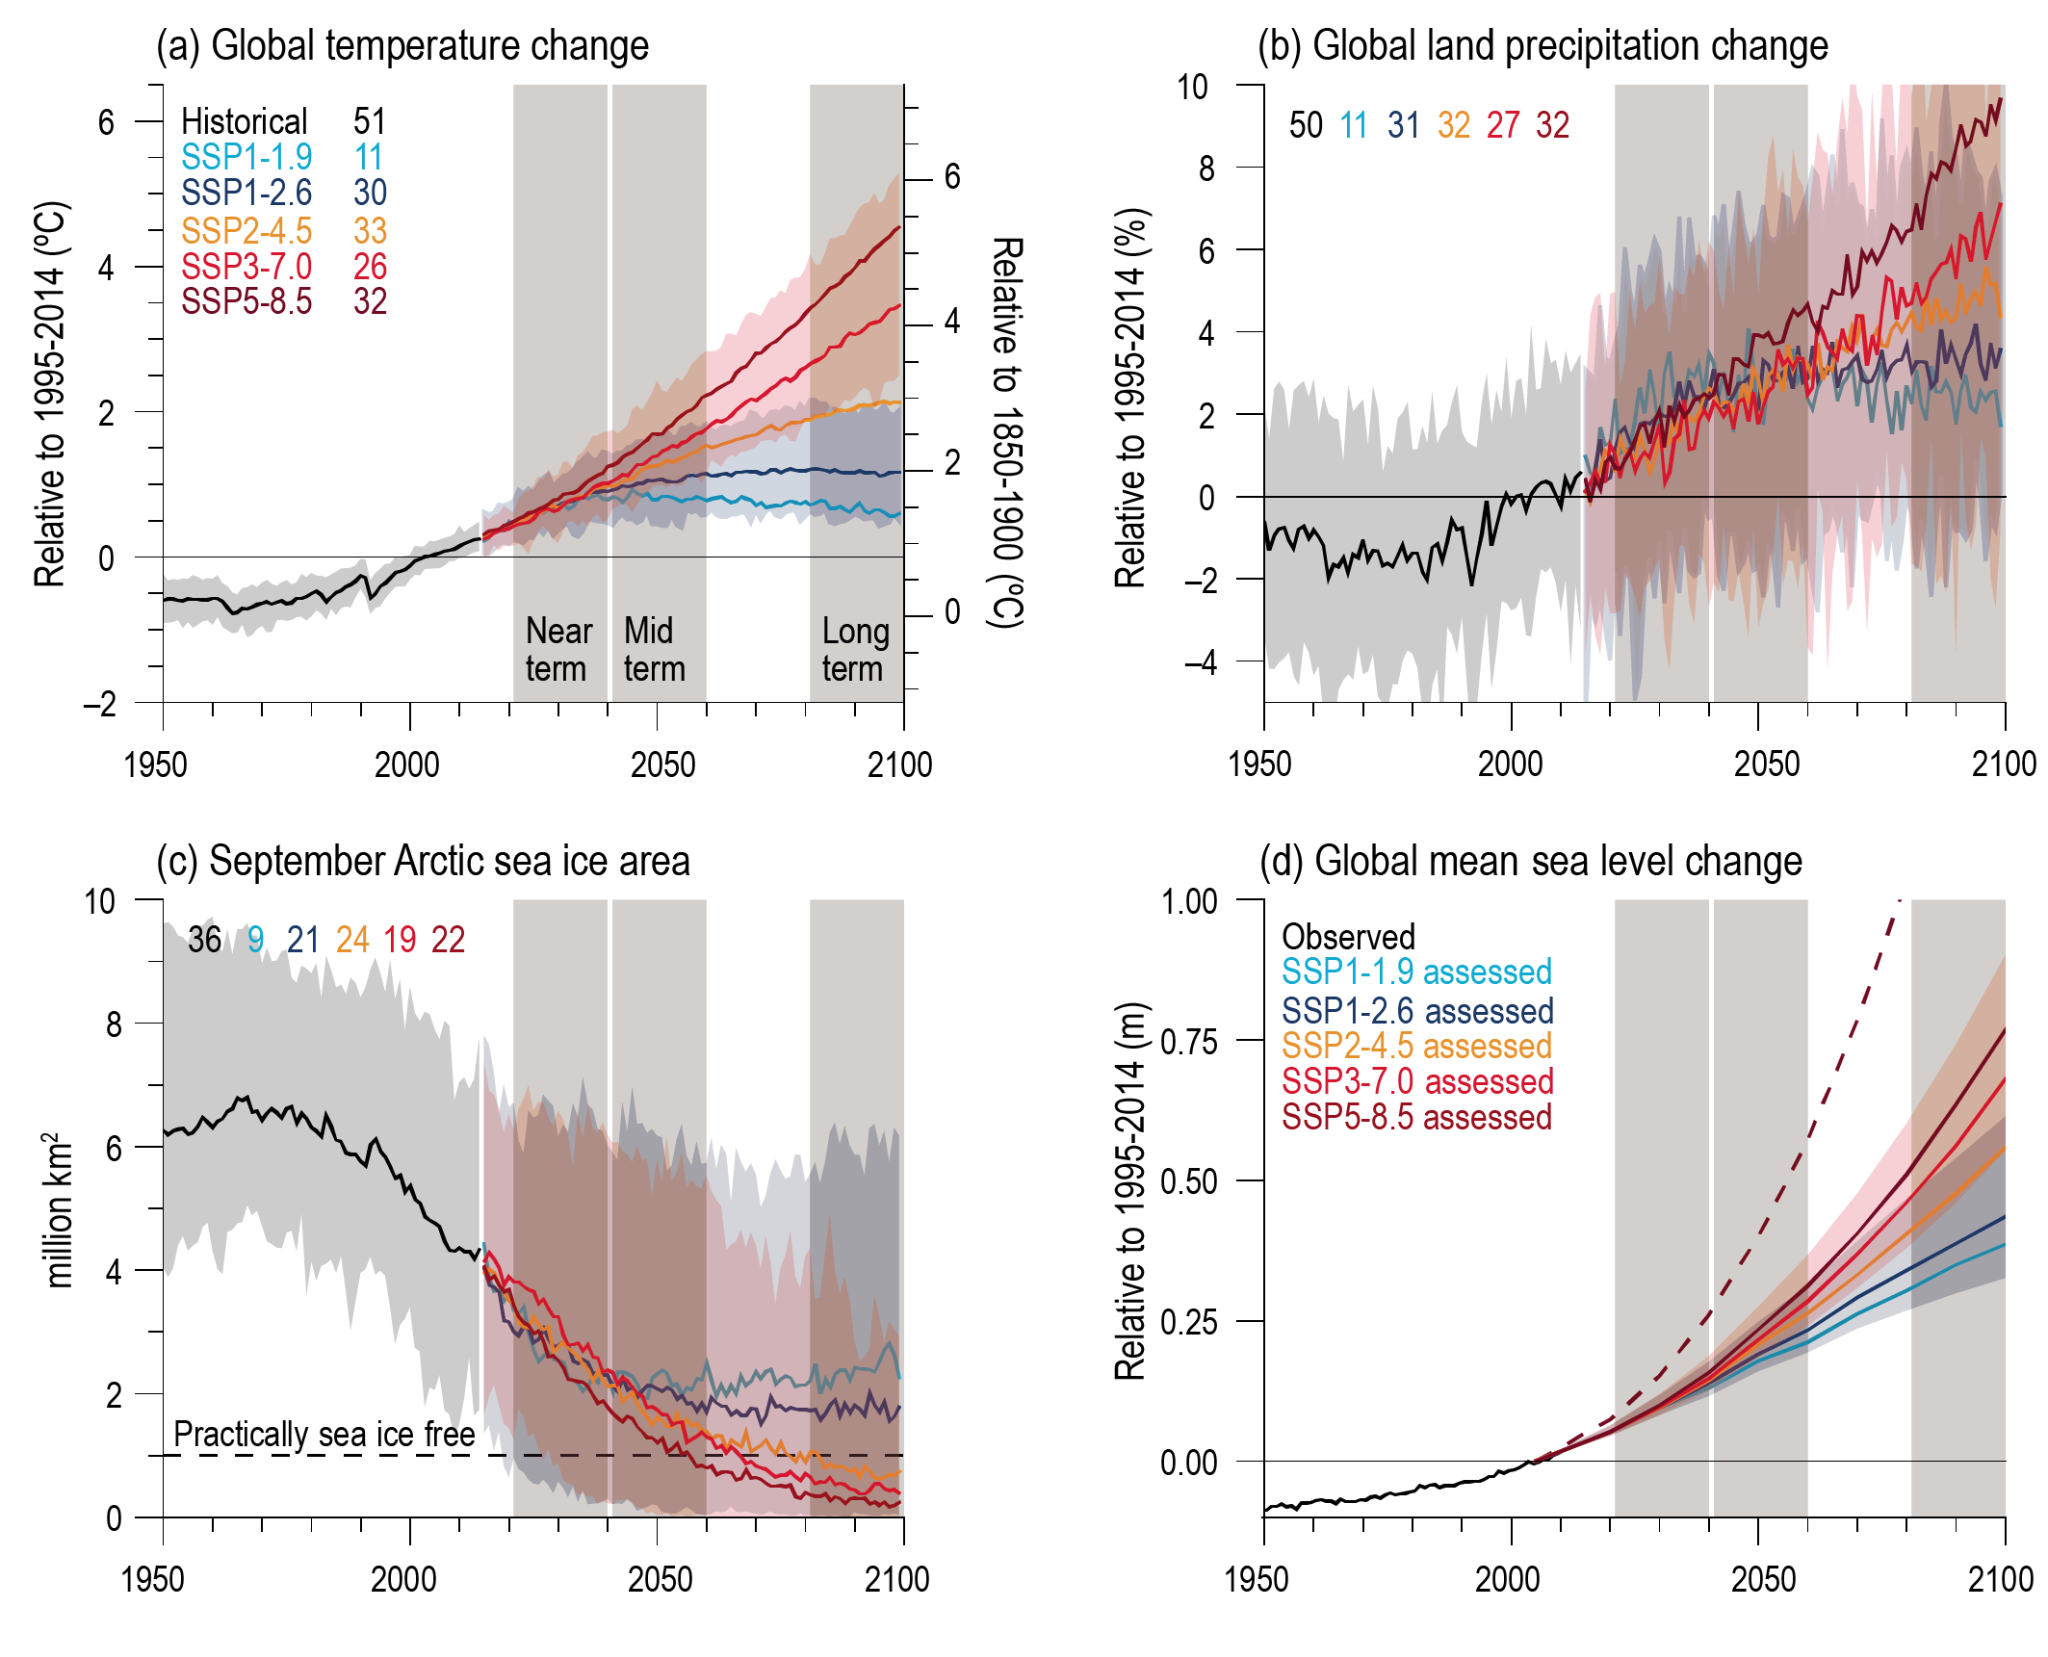 (a) Global temperature change
Relative to 1995-2014 (ºC)
6
4
2
0
–2
Historical 51
SSP1-1.9 11
SSP1-2.6 30
SSP2-4.5 33
SSP3-7.0 26
SSP5-8.5 32
Near term
Mid term
Long term
6
4
2
0
Relative to 1850-1900 (ºC)
1950 2000 2050 2100
(b) Global land precipitation change
Relative to 1995-2014 (%)
10
8
6
4
2
0
–2
–4
50 11 31 32 27 32
1950 2000 2050 2100
(c) September Arctic sea ice area
million km²
10
8
6
4
2
0
36 9 21 24 19 22
Practically sea ice free
1950 2000 2050 2100
(d) Global mean sea level change
Relative to 1995-2014 (m)
1.00
0.75
0.50
0.25
0.00
Observed
SSP1-1.9 assessed
SSP1-2.6 assessed
SSP2-4.5 assessed
SSP3-7.0 assessed
SSP5-8.5 assessed
1950 2000 2050 2100